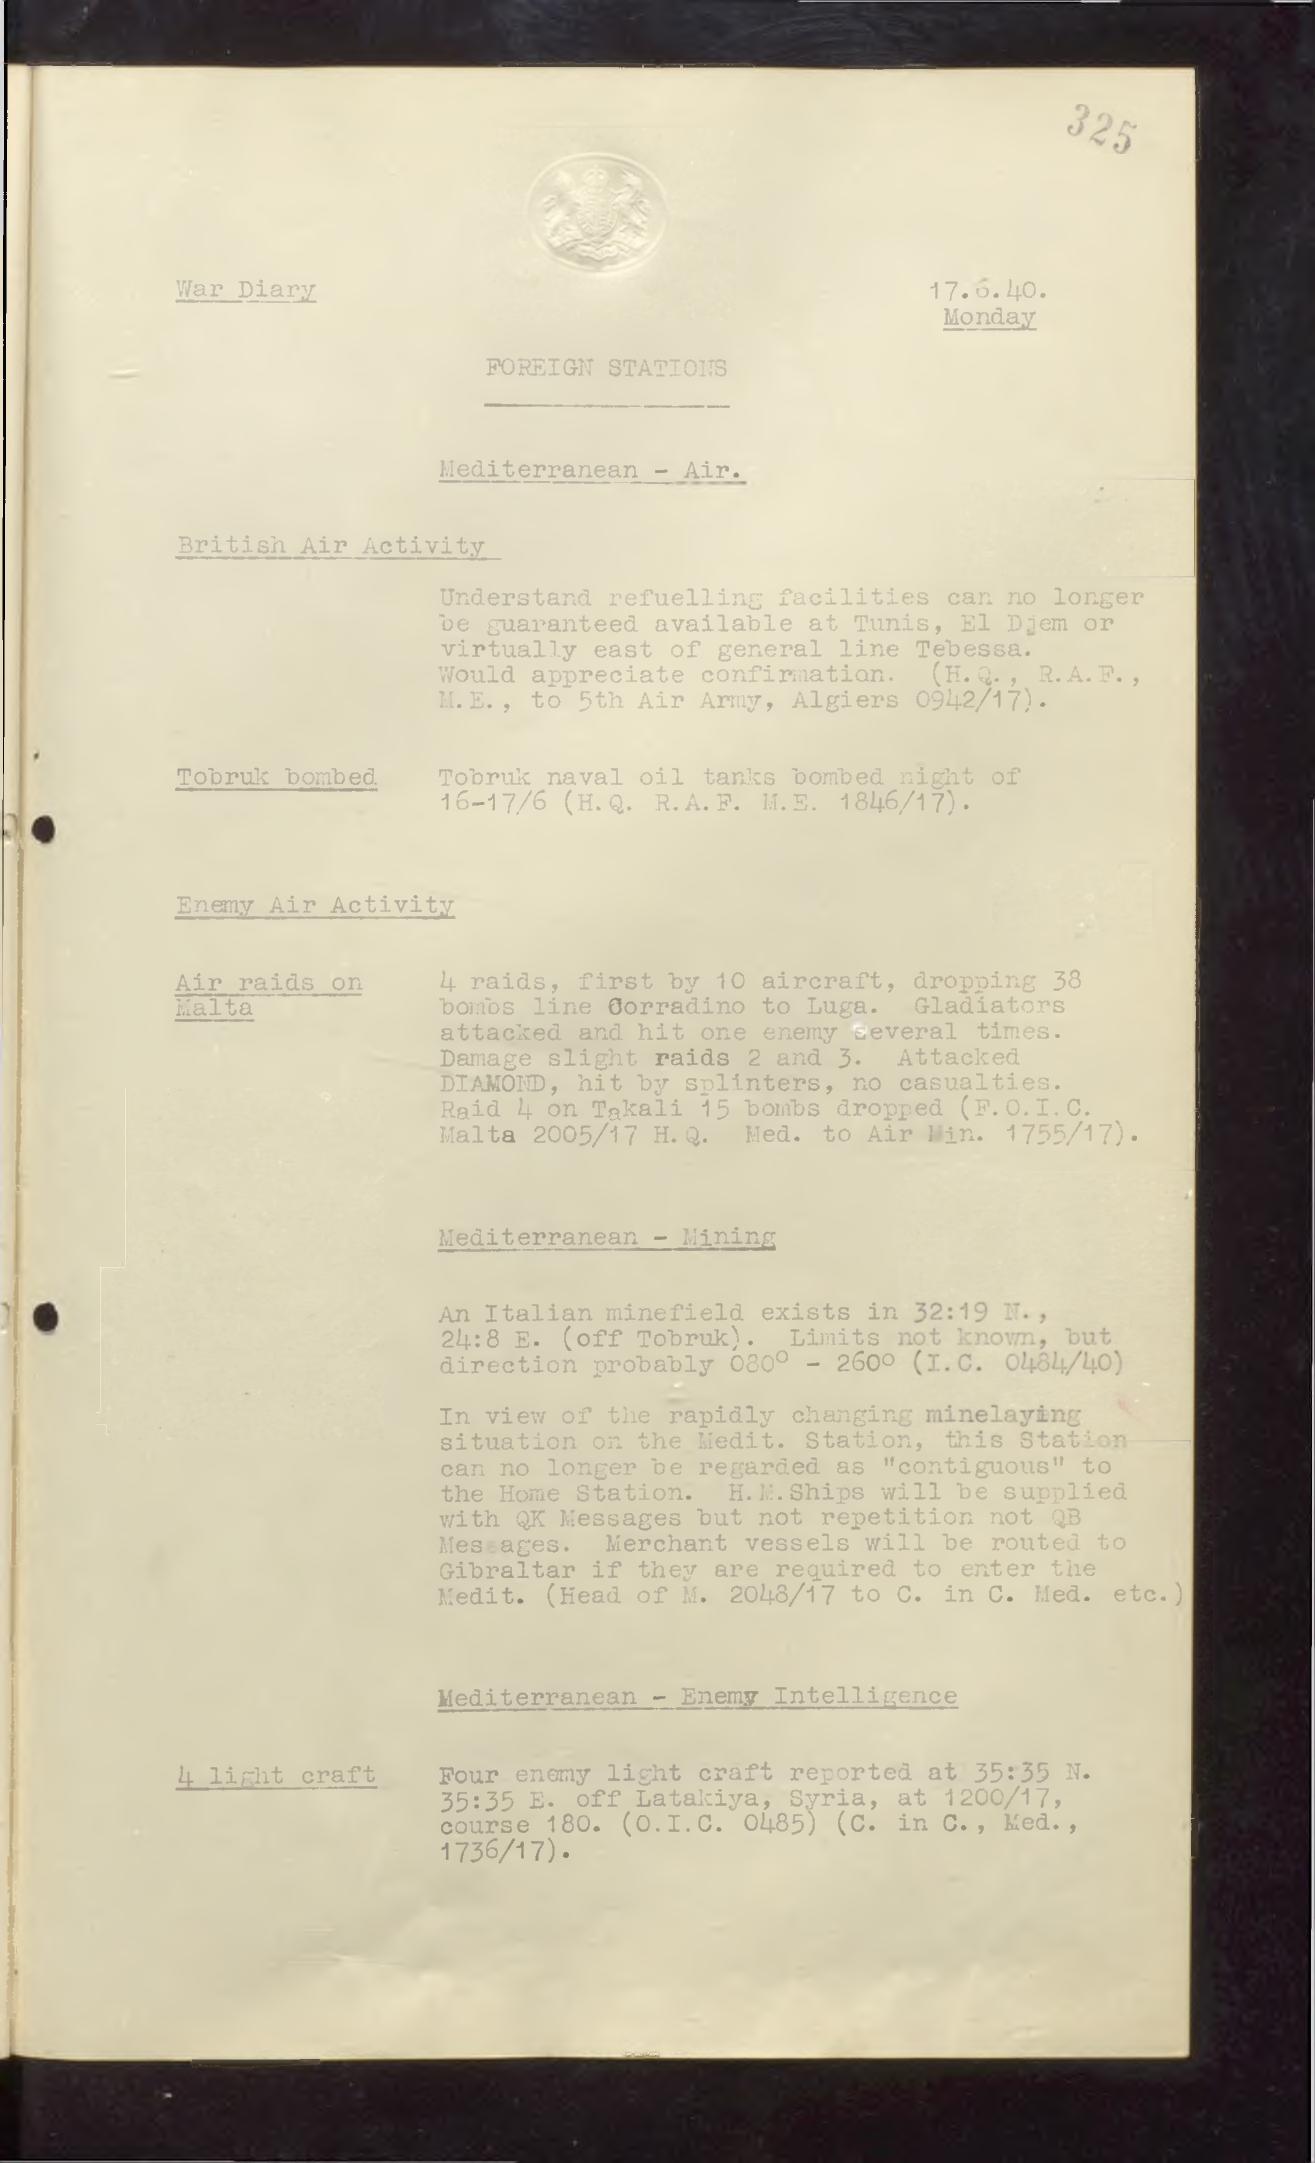 325
War Diary
17.6.40.
Monday
FOREIGN STATIONS
Mediterranean - Air.
British Air Activity
Understand refuelling facilities can no longer
be guaranteed available at Tunis, El Djem or
virtually east of general line Tebessa.
Would appreciate confirmation. (H.Q., R.A.F.,
M.E., to 5th Air Army, Algiers 0942/17).
Tobruk bombed
Tobruk naval oil tanks bombed night of
16-17/6 (H.Q. R.A.F. M.E. 1846/17).
Enemy Air Activity
Air raids on
Malta
4 raids, first by 10 aircraft, dropping 38
bombs line Corradino to Luga. Gladiators
attacked and hit one enemy several times.
Damage slight raids 2 and 3. Attacked
DIAMOND, hit by splinters, no casualties.
Raid 4 on Takali 15 bombs dropped (F.O.I.C.
Malta 2005/17 H.Q. Med. to Air Min. 1755/17).
Mediterranean - Mining
An Italian minefield exists in 32:19 N.,
24:8 E. (off Tobruk). Limits not known, but
direction probably 080° - 260° (I.C. 0484/40)
In view of the rapidly changing minelaying
situation on the Medit. Station, this Station
can no longer be regarded as "contiguous" to
the Home Station. H.M.Ships will be supplied
with QK Messages but not repetition not QB
Messages. Merchant vessels will be routed to
Gibraltar if they are required to enter the
Medit. (Head of M. 2048/17 to C. in C. Med. etc.)
Mediterranean - Enemy Intelligence
4 light craft
Four enemy light craft reported at 35:35 N.
35:35 E. off Latakiya, Syria, at 1200/17,
course 180. (O.I.C. 0485) (C. in C., Med.,
1736/17).